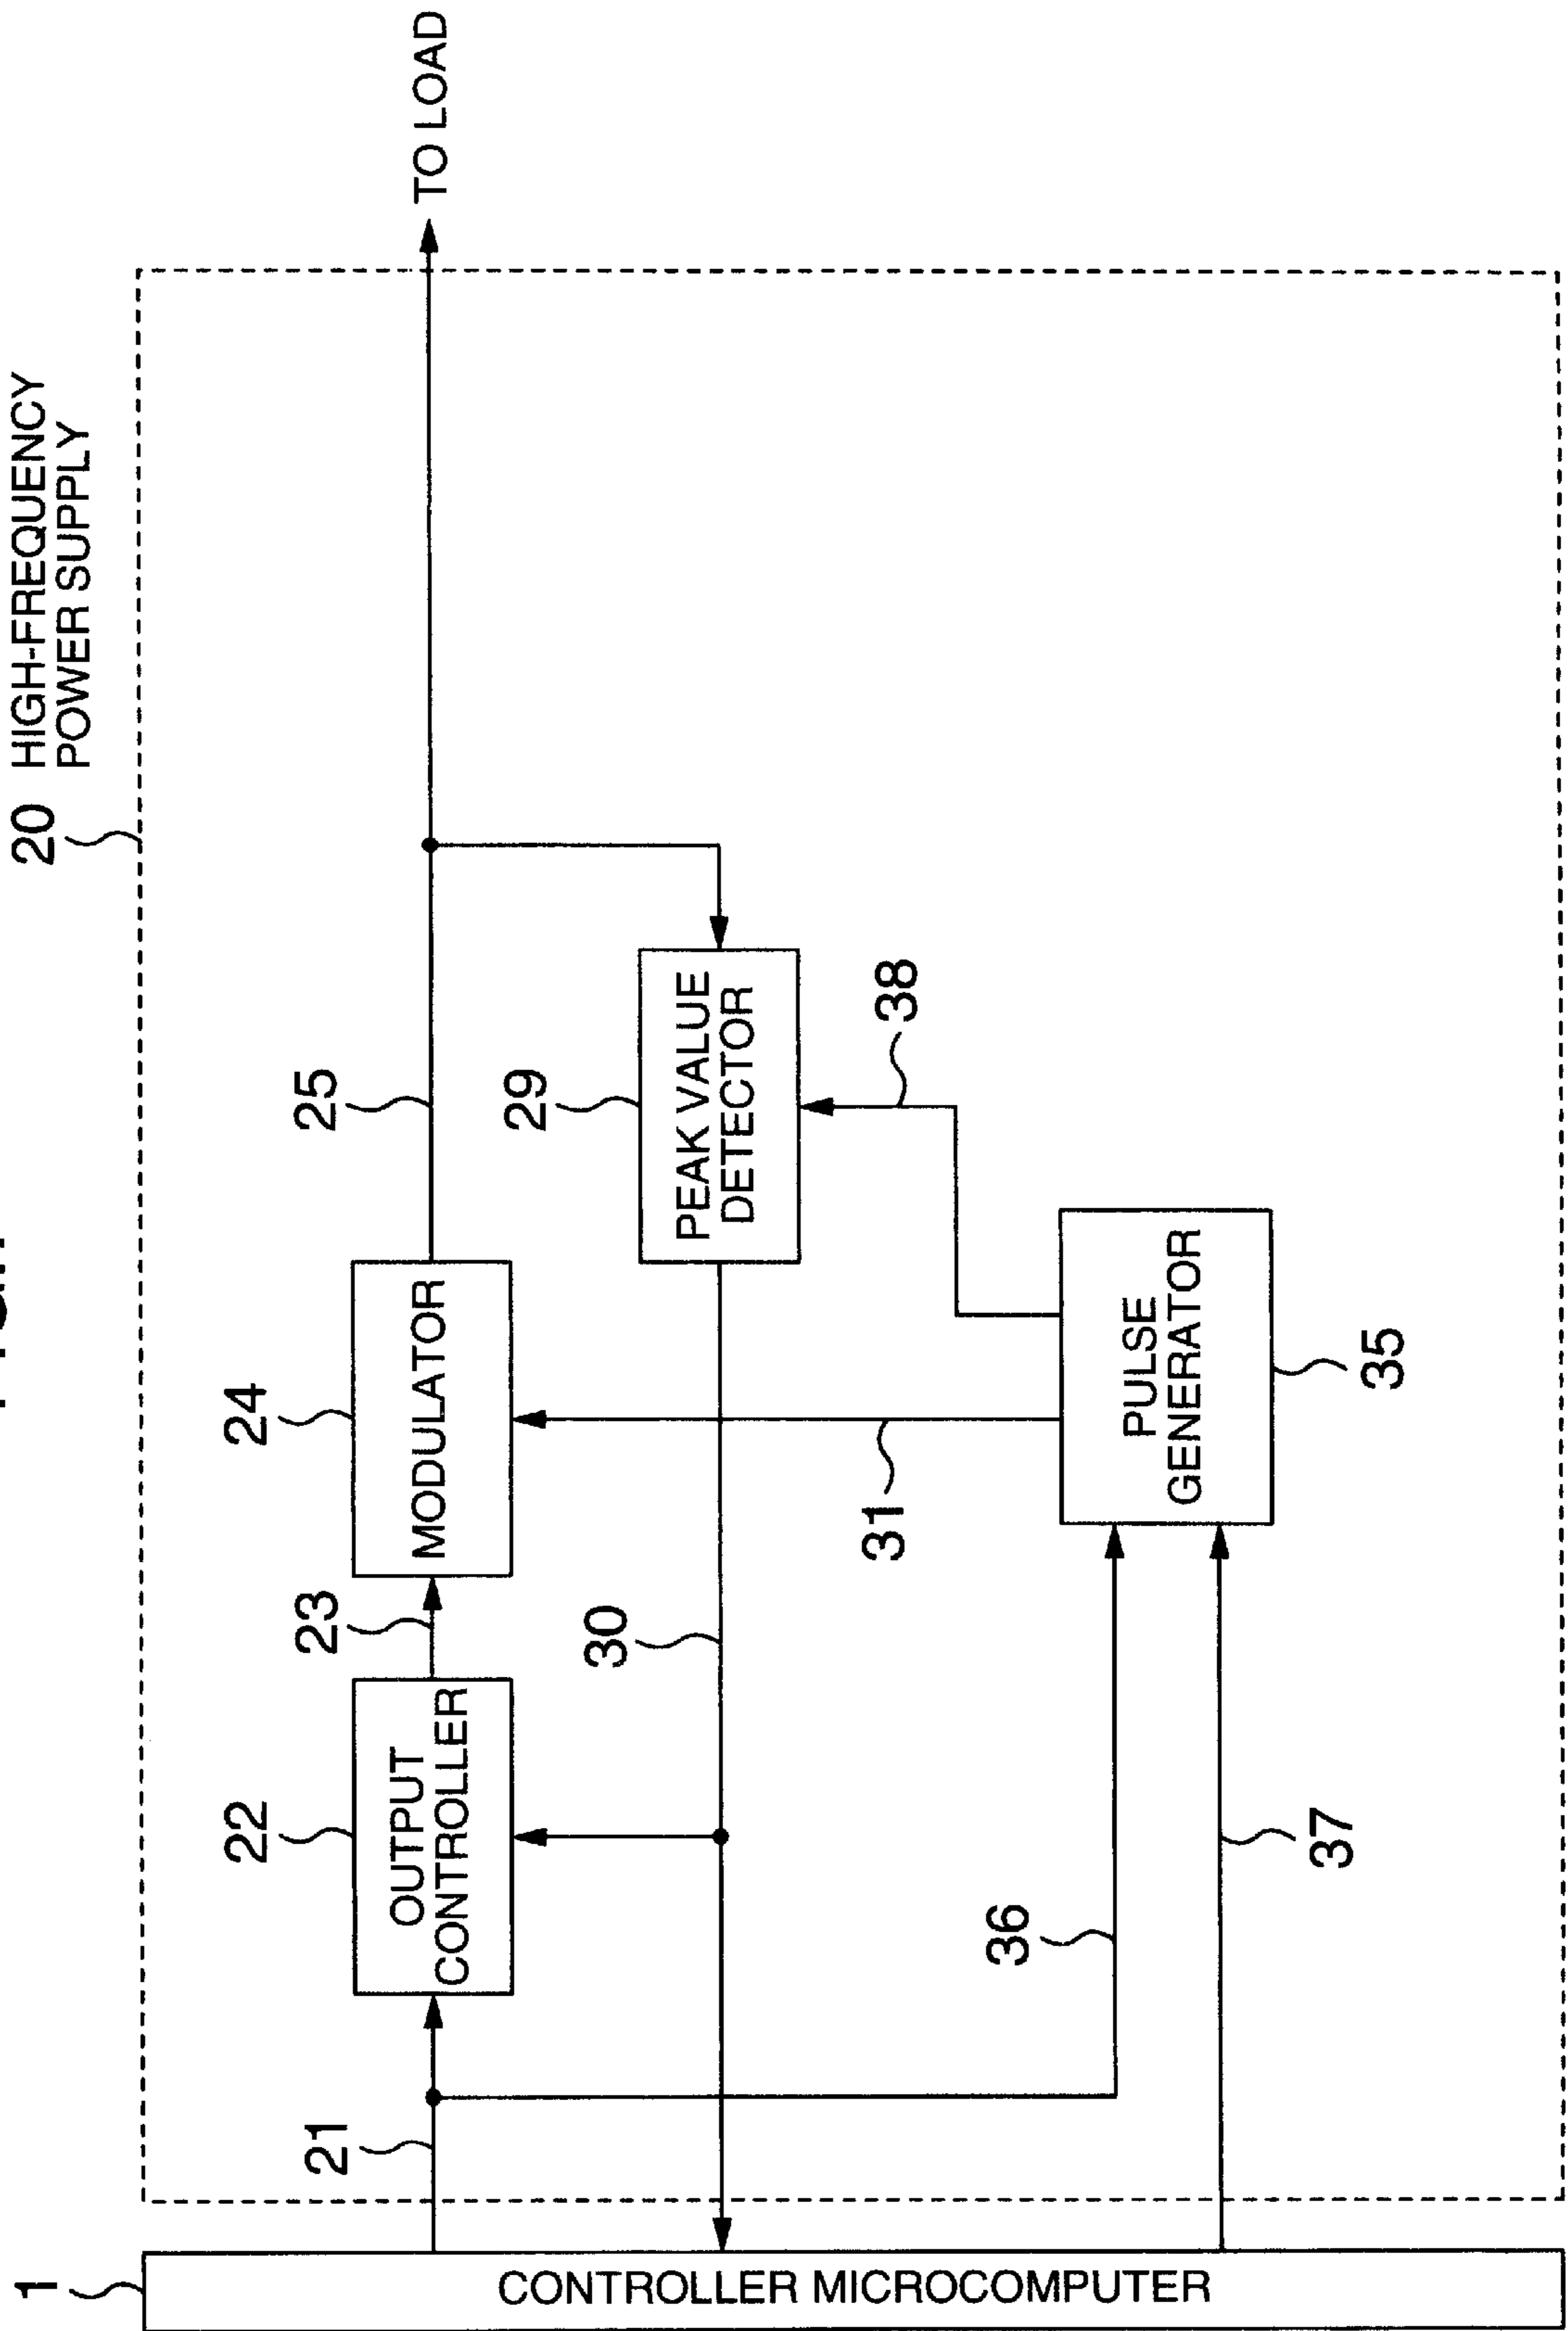 20 HIGH-FREQUENCY
POWER SUPPLY
TO LOAD
1
CONTROLLER MICROCOMPUTER
21
22
OUTPUT
CONTROLLER
23
24
MODULATOR
25
29
PEAK VALUE
DETECTOR
30
31
38
36
37
PULSE
GENERATOR
35